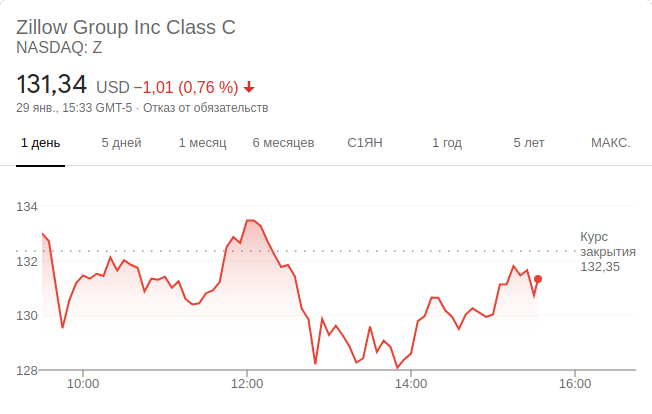 Zillow Group Inc Class C
NASDAQ: Z
131,34 USD −1,01 (0,76 %)
29 янв., 15:33 GMT-5 · Отказ от обязательств
1 день 5 дней 1 месяц 6 месяцев С1ЯН 1 год 5 лет МАКС.
134
Курс
закрытия
132,35
132
130
128
10:00 12:00 14:00 16:00